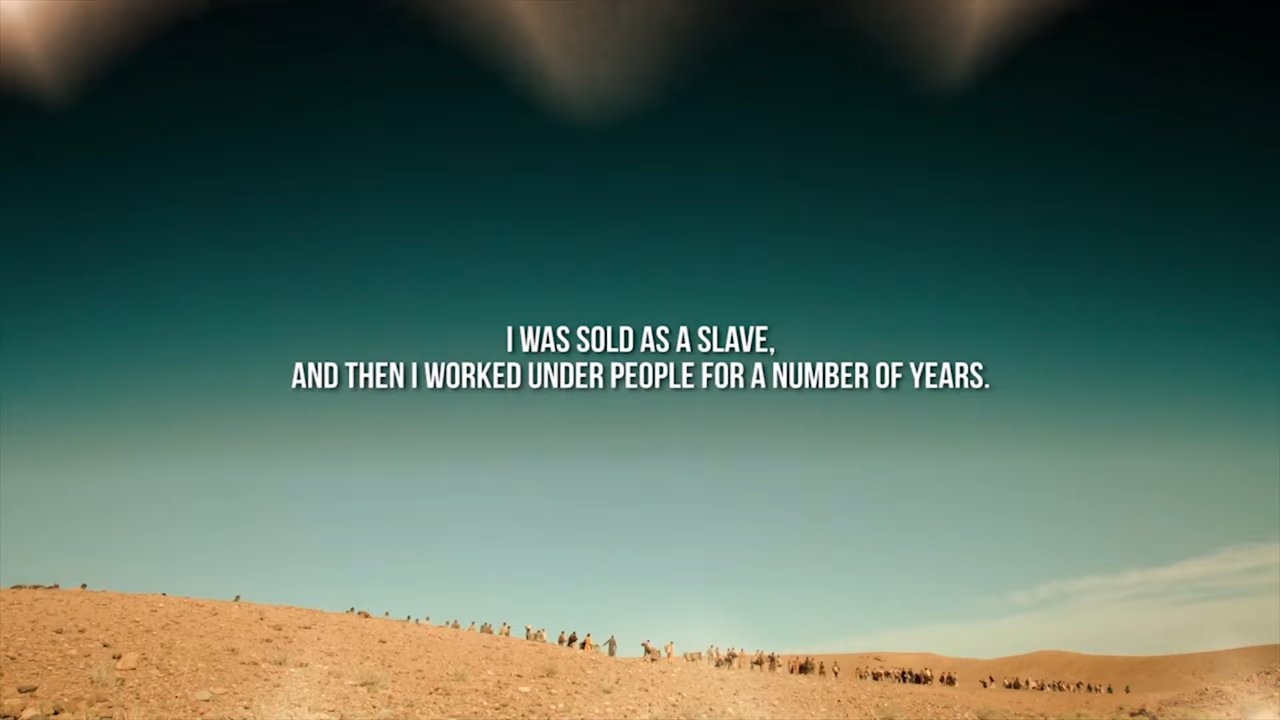 I WAS SOLD AS A SLAVE,
AND THEN I WORKED UNDER PEOPLE FOR A NUMBER OF YEARS.